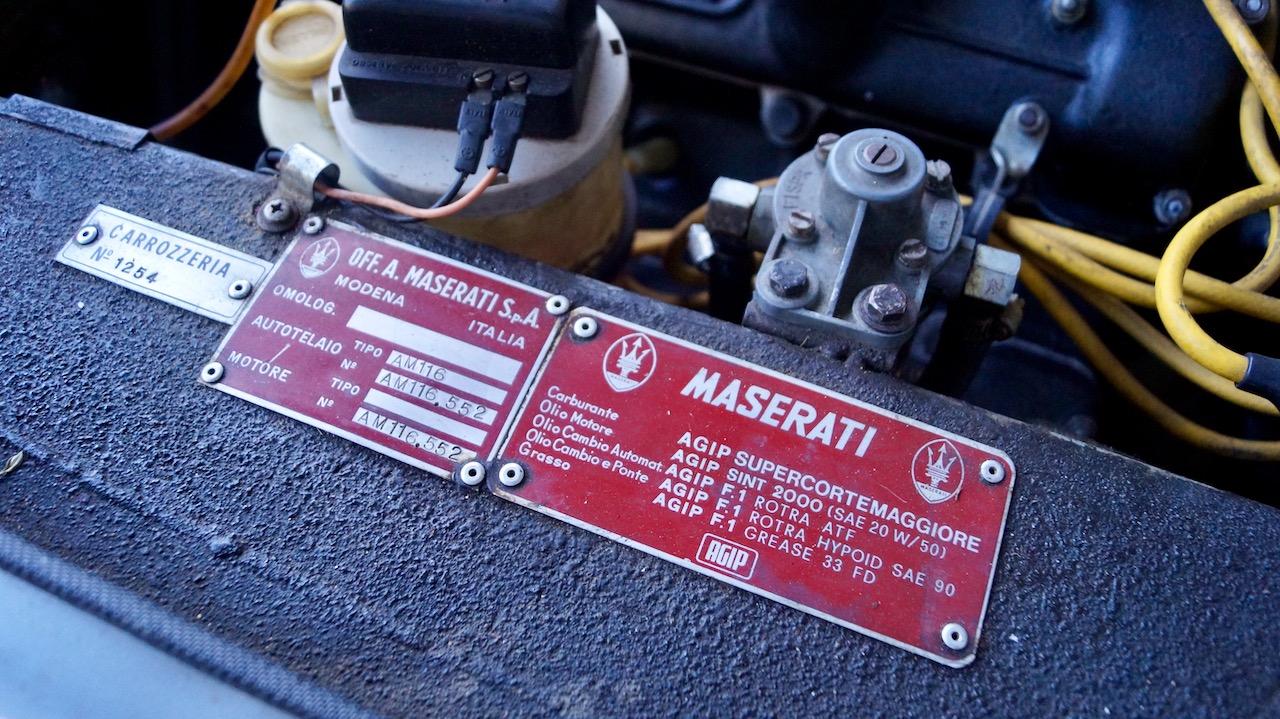 CARROZZERIA
Nº 1254
OFF. A. MASERATI S.p.A.
MODENA ITALIA
OMOLOG.
AUTOTELAIO TIPO AM116
Nº AM116.552
MOTORE TIPO
Nº AM116.552
MASERATI
Carburante AGIP SUPERCORTEMAGGIORE
Olio Motore AGIP SINT 2000 (SAE 20 W/50)
Olio Cambio Automat. AGIP F.1 ROTRA ATF
Olio Cambio e Ponte AGIP F.1 ROTRA HYPOID SAE 90
Grasso AGIP F.1 GREASE 33 FD
AGIP